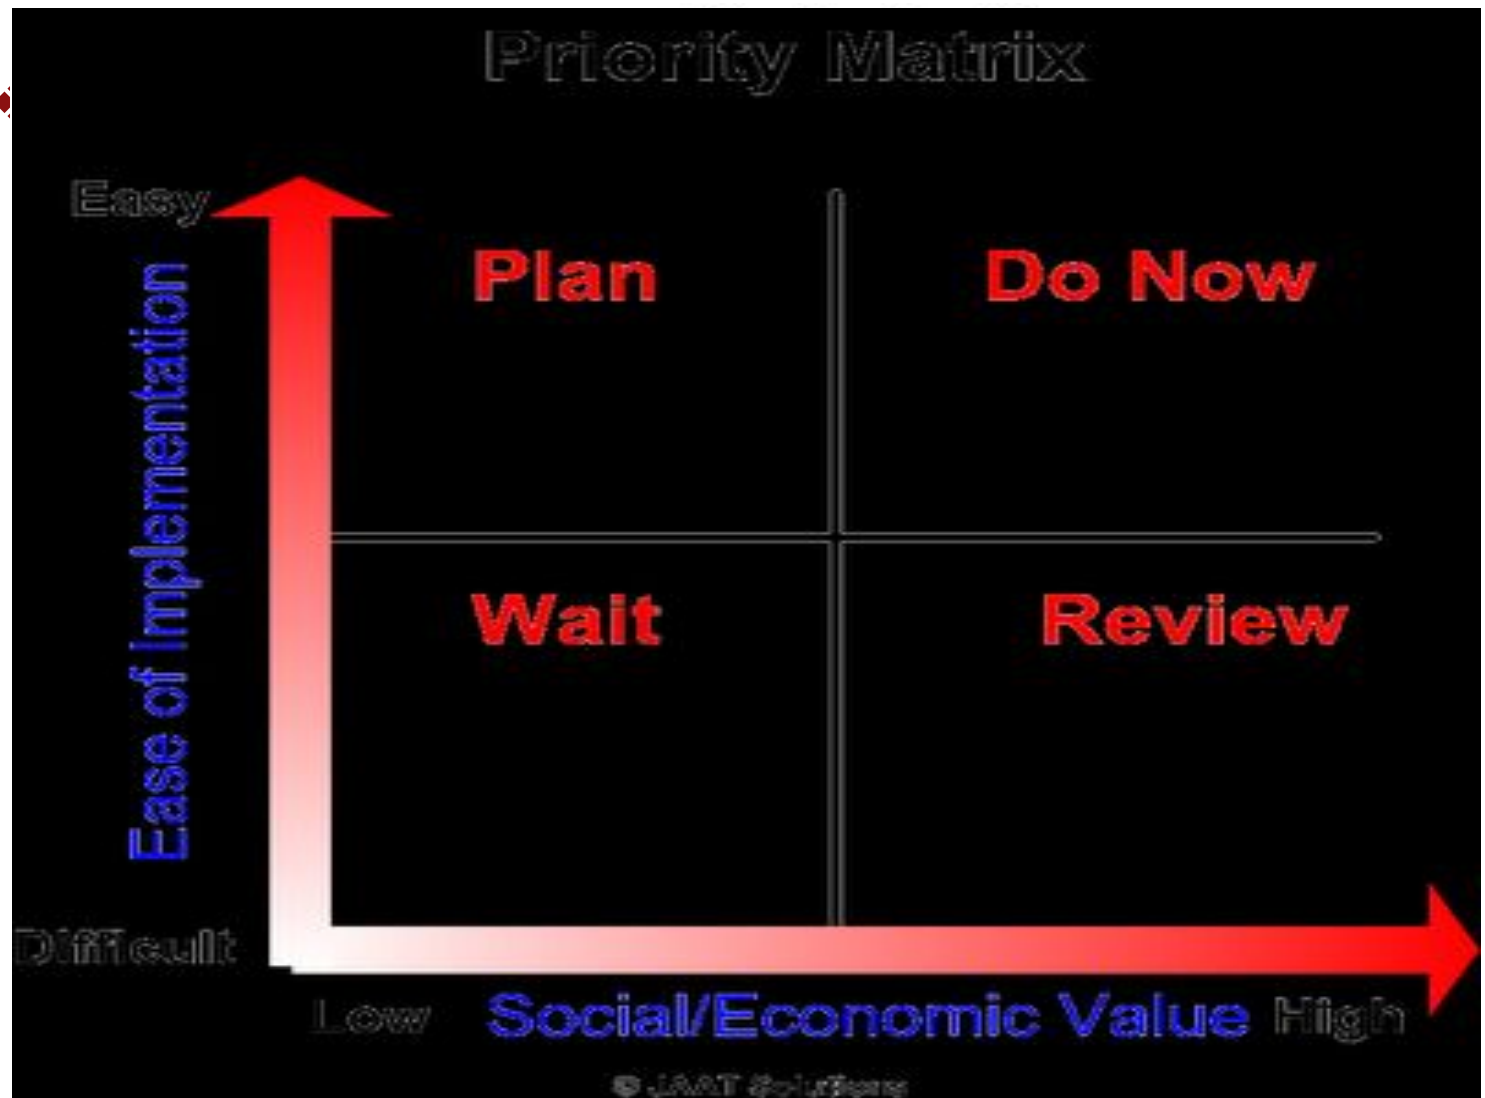 Priority Matrix
Easy
Plan
Do Now
Ease of Implementation
Wait
Review
Difficult
Low
Social/Economic Value
High
© JAAT Solutions